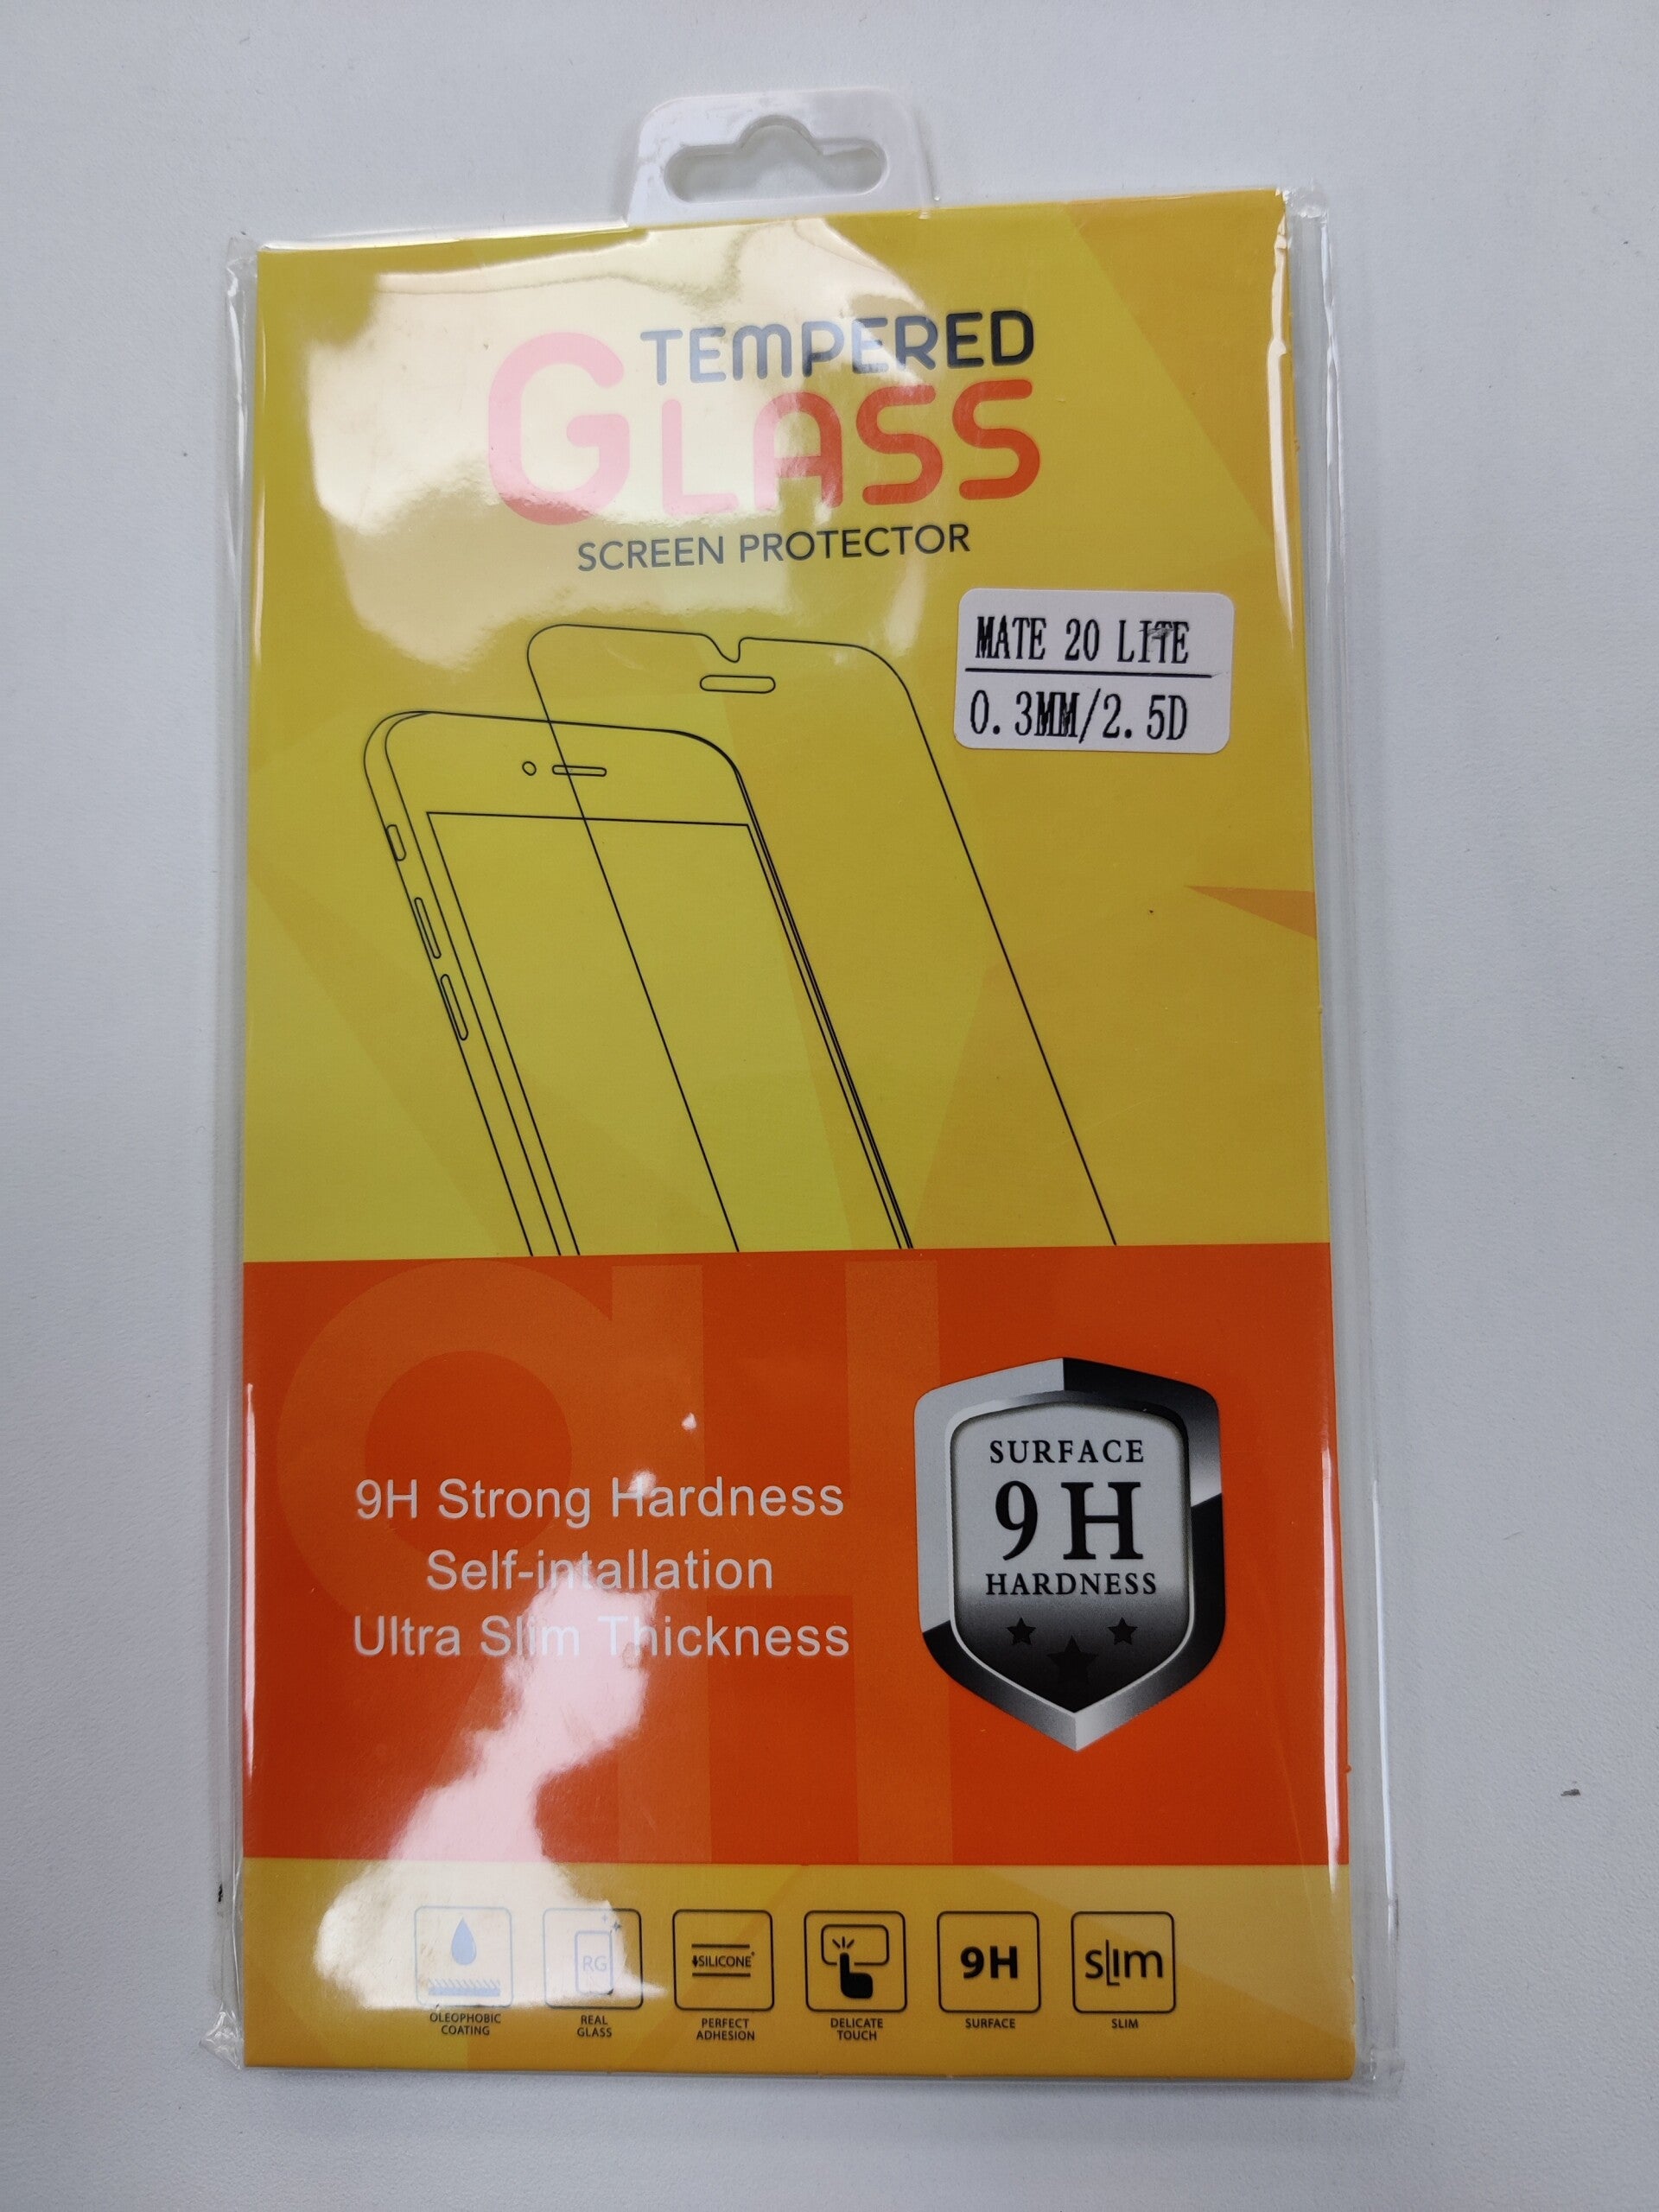 TEMPERED
GLASS
SCREEN PROTECTOR
MATE 20 LITE
0.3MM/2.5D
9H
9H Strong Hardness
Self-intallation
Ultra Slim Thickness
SURFACE
9H
HARDNESS
RG
SILICONE
9H
SLIM
OLEOPHOBIC
COATING
REAL
GLASS
PERFECT
ADHESION
DELICATE
TOUCH
SURFACE
SLIM